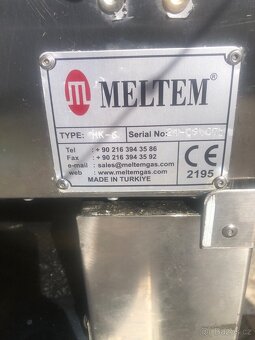 m MELTEM®
TYPE: HK-S Serial No:
Tel : + 90 216 394 35 86
Fax : + 90 216 394 35 92
e-mail : sales@meltemgas.com
web : www.meltemgas.com
MADE IN TURKIYE
CE
2195